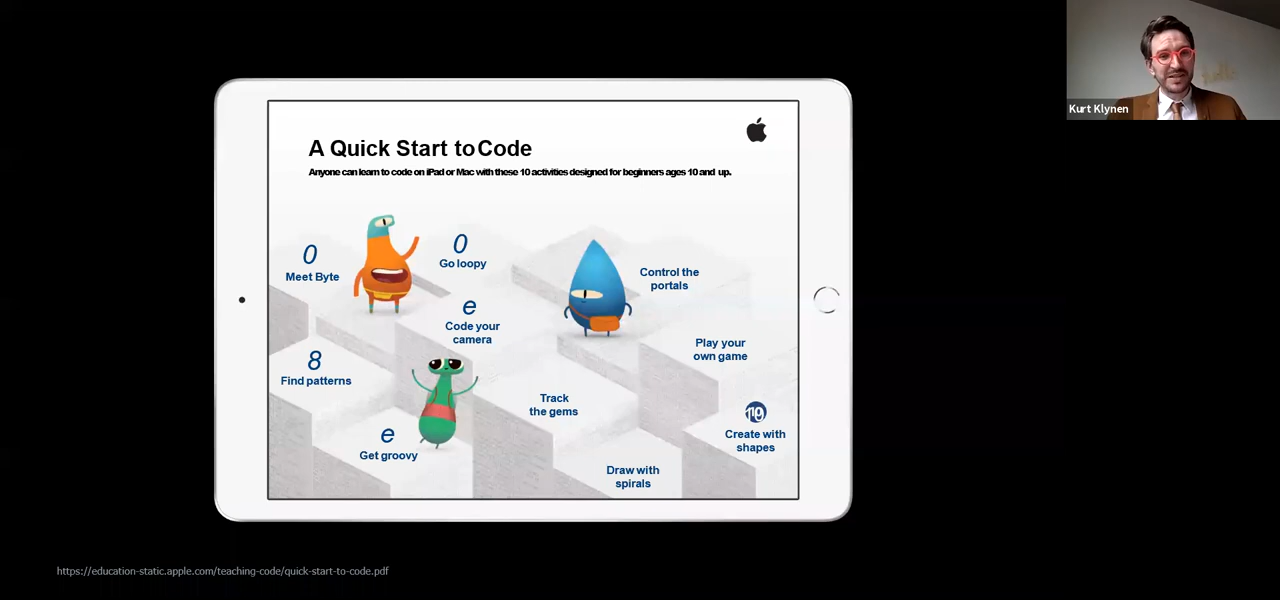 Kurt Klynen
A Quick Start to Code
Anyone can learn to code on iPad or Mac with these 10 activities designed for beginners ages 10 and up.
0
Meet Byte
0
Go loopy
e
Code your
camera
Control the
portals
Play your
own game
8
Find patterns
Track
the gems
e
Get groovy
Create with
shapes
Draw with
spirals
https://education-static.apple.com/teaching-code/quick-start-to-code.pdf